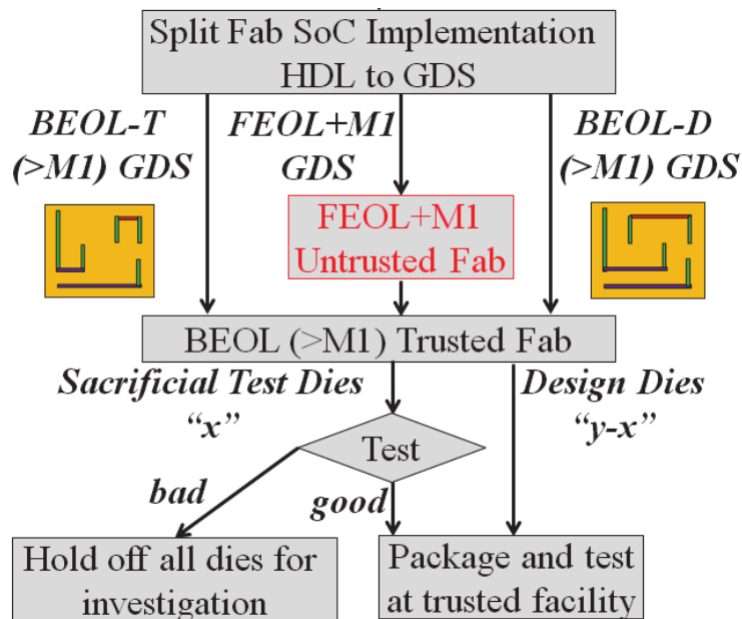 Split Fab SoC Implementation
HDL to GDS
BEOL-T
(>M1) GDS
FEOL+M1
GDS
BEOL-D
(>M1) GDS
FEOL+M1
Untrusted Fab
BEOL (>M1) Trusted Fab
Sacrificial Test Dies
“x”
Design Dies
“y-x”
Test
bad
good
Hold off all dies for
investigation
Package and test
at trusted facility